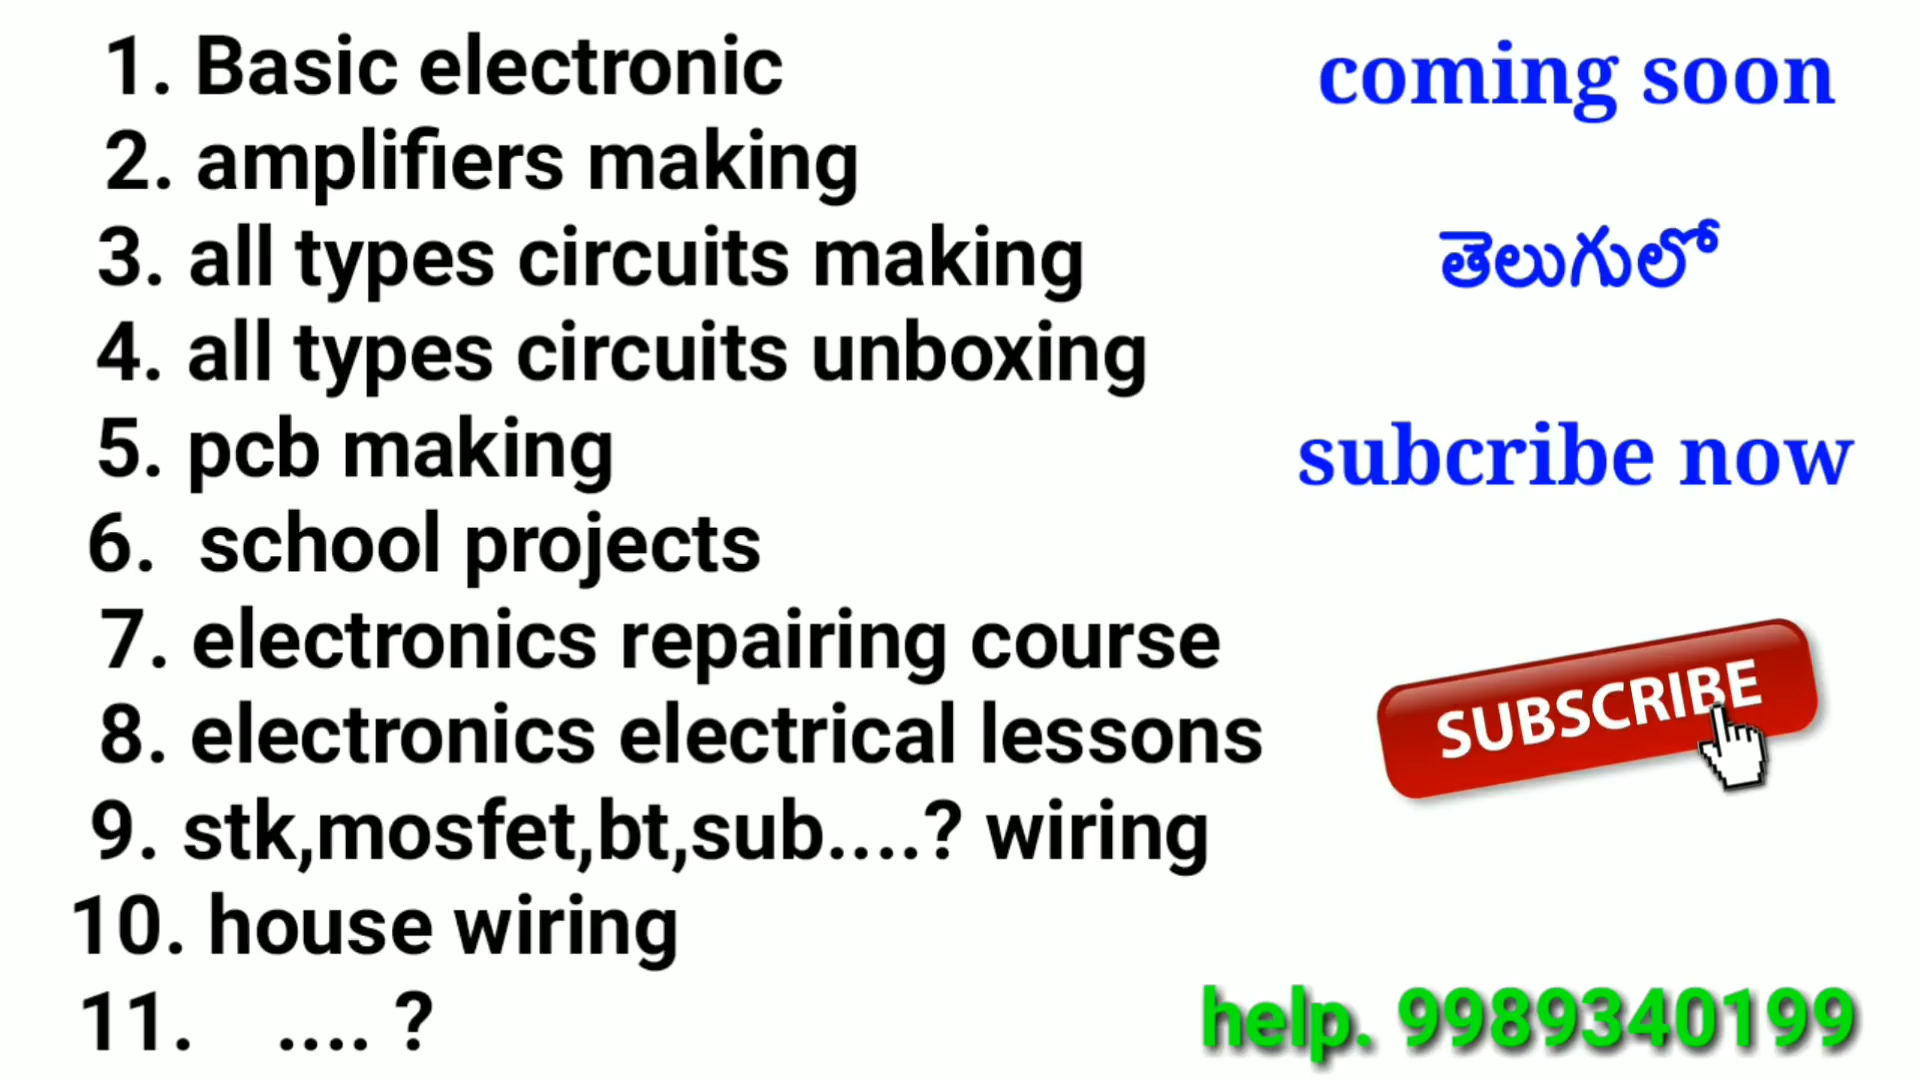 1. Basic electronic
2. amplifiers making
3. all types circuits making
4. all types circuits unboxing
5. pcb making
6. school projects
7. electronics repairing course
8. electronics electrical lessons
9. stk,mosfet,bt,sub....? wiring
10. house wiring
11. .... ?
coming soon
తెలుగులో
subcribe now
SUBSCRIBE
help. 9989340199